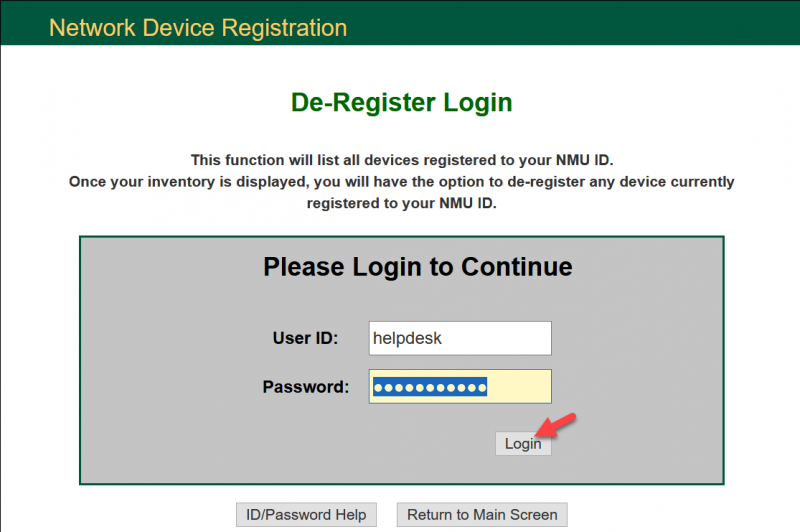 Network Device Registration
De-Register Login
This function will list all devices registered to your NMU ID.
Once your inventory is displayed, you will have the option to de-register any device currently
registered to your NMU ID.
Please Login to Continue
User ID: helpdesk
Password: ●●●●●●●●●●●
Login
ID/Password Help Return to Main Screen